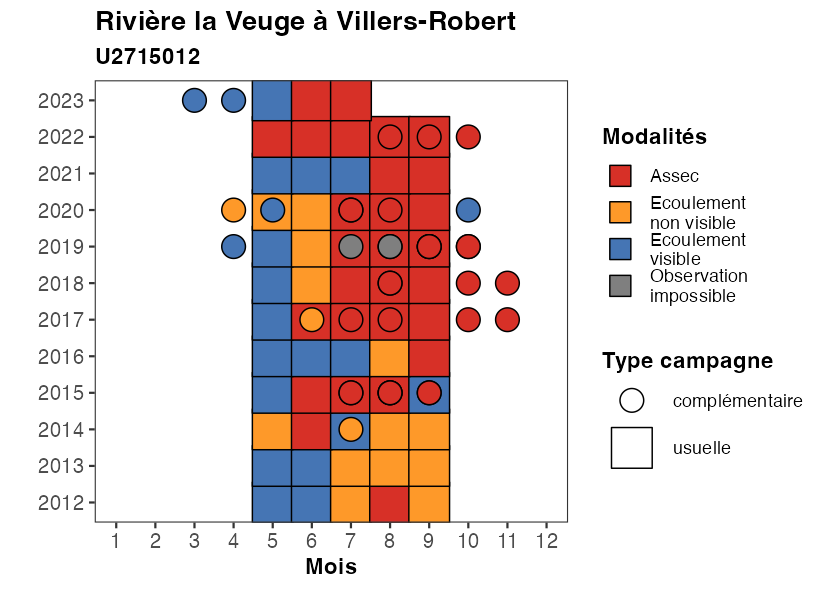 Rivière la Veuge à Villers-Robert
U2715012
2023
2022
2021
2020
2019
2018
2017
2016
2015
2014
2013
2012
1 2 3 4 5 6 7 8 9 10 11 12
Mois
Modalités
Assec
Ecoulement
non visible
Ecoulement
visible
Observation
impossible
Type campagne
complémentaire
usuelle